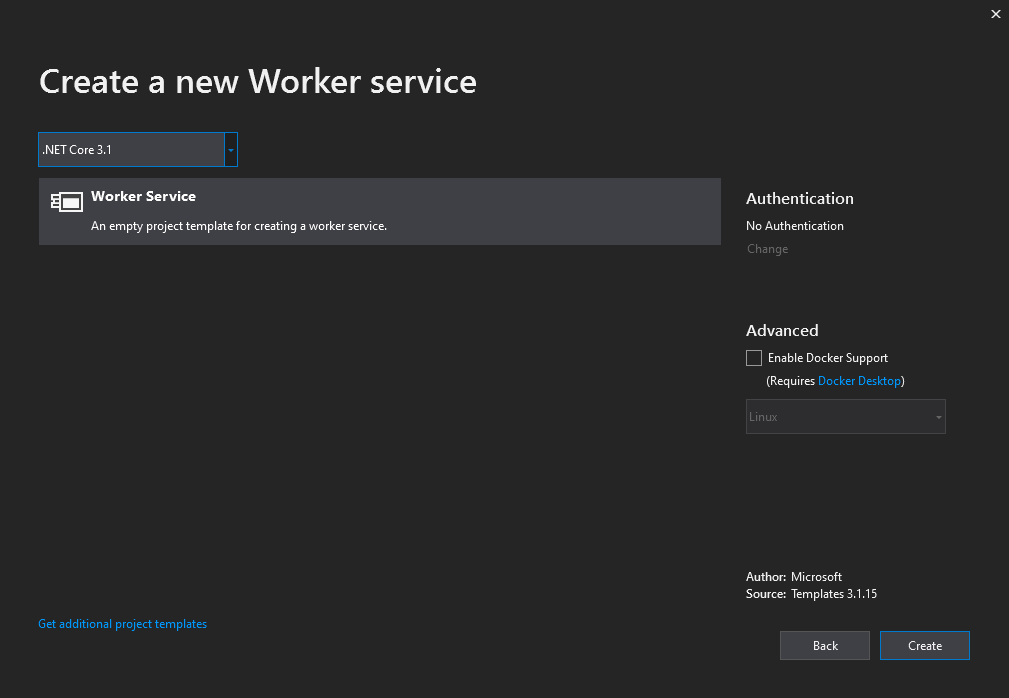 Create a new Worker service
.NET Core 3.1
Worker Service
An empty project template for creating a worker service.
Authentication
No Authentication
Change
Advanced
Enable Docker Support
(Requires Docker Desktop)
Linux
Author: Microsoft
Source: Templates 3.1.15
Get additional project templates
Back
Create